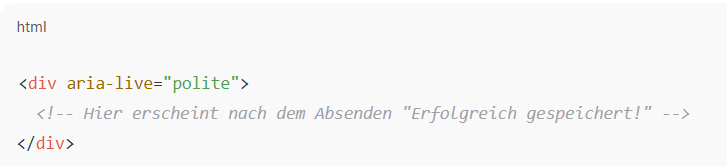 html
<div aria-live="polite">
<!-- Hier erscheint nach dem Absenden "Erfolgreich gespeichert!" -->
</div>